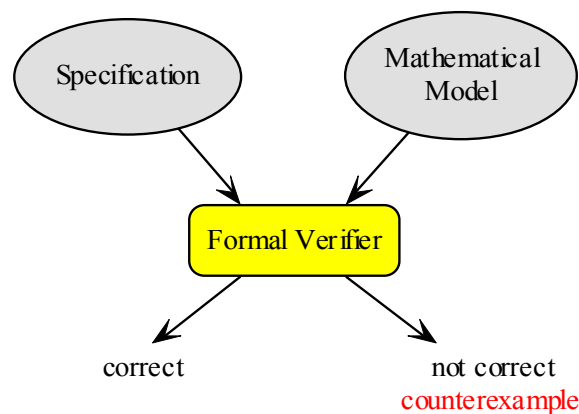 Specification
Mathematical
Model
Formal Verifier
correct
not correct
counterexample